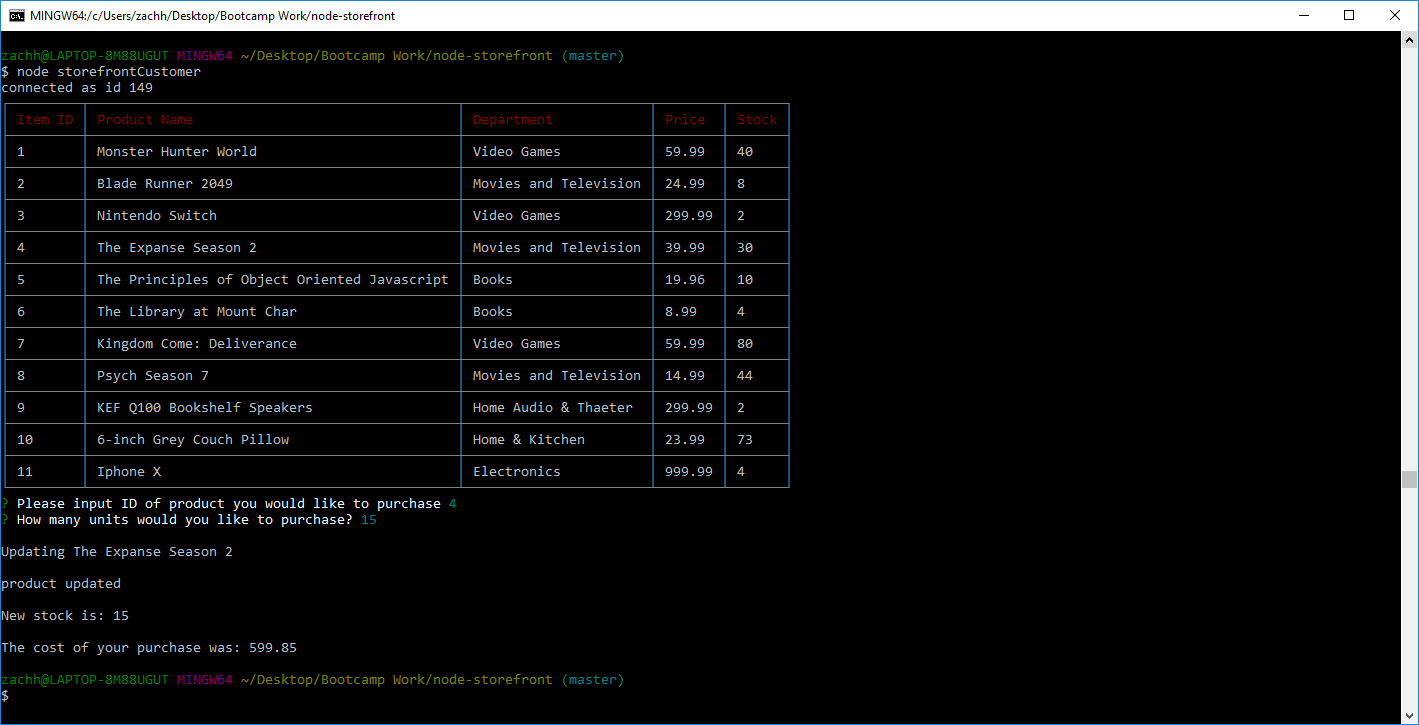 MINGW64:/c/Users/zachh/Desktop/Bootcamp Work/node-storefront
zachh@LAPTOP-8M88UGUT MINGW64 ~/Desktop/Bootcamp Work/node-storefront (master)
$ node storefrontCustomer
connected as id 149
Item ID Product Name Department Price Stock
1 Monster Hunter World Video Games 59.99 40
2 Blade Runner 2049 Movies and Television 24.99 8
3 Nintendo Switch Video Games 299.99 2
4 The Expanse Season 2 Movies and Television 39.99 30
5 The Principles of Object Oriented Javascript Books 19.96 10
6 The Library at Mount Char Books 8.99 4
7 Kingdom Come: Deliverance Video Games 59.99 80
8 Psych Season 7 Movies and Television 14.99 44
9 KEF Q100 Bookshelf Speakers Home Audio & Thaeter 299.99 2
10 6-inch Grey Couch Pillow Home & Kitchen 23.99 73
11 Iphone X Electronics 999.99 4
? Please input ID of product you would like to purchase 4
? How many units would you like to purchase? 15
Updating The Expanse Season 2
product updated
New stock is: 15
The cost of your purchase was: 599.85
zachh@LAPTOP-8M88UGUT MINGW64 ~/Desktop/Bootcamp Work/node-storefront (master)
$